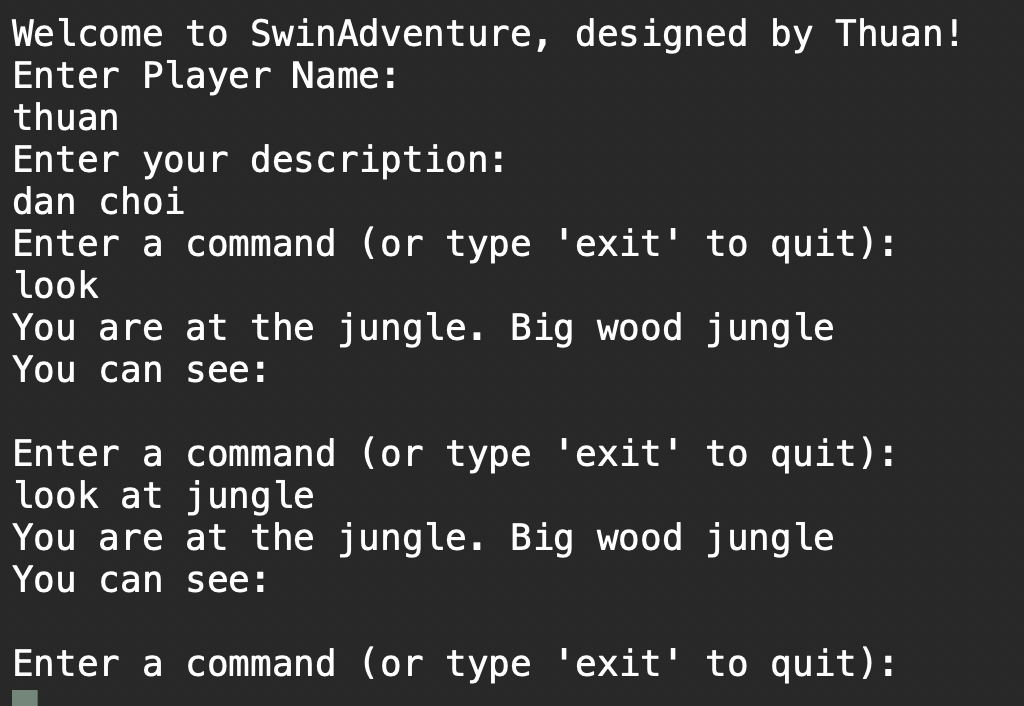 Welcome to SwinAdventure, designed by Thuan!
Enter Player Name:
thuan
Enter your description:
dan choi
Enter a command (or type 'exit' to quit):
look
You are at the jungle. Big wood jungle
You can see:
Enter a command (or type 'exit' to quit):
look at jungle
You are at the jungle. Big wood jungle
You can see:
Enter a command (or type 'exit' to quit):